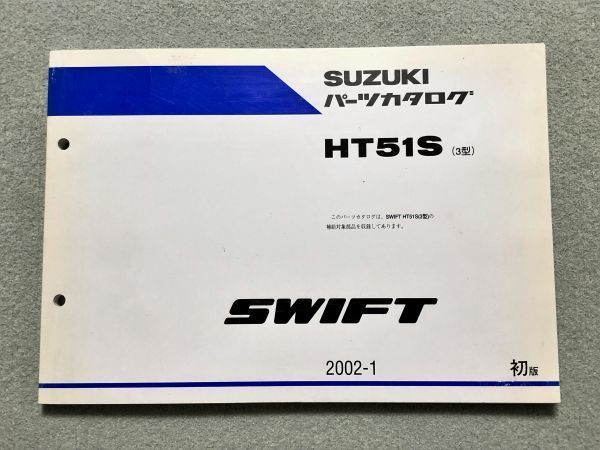 SUZUKI
パーツカタログ
HT51S (3型)
このパーツカタログは、SWIFT HT51S(3型)の
補給対象部品を収録してあります。
SWIFT
2002-1
初版